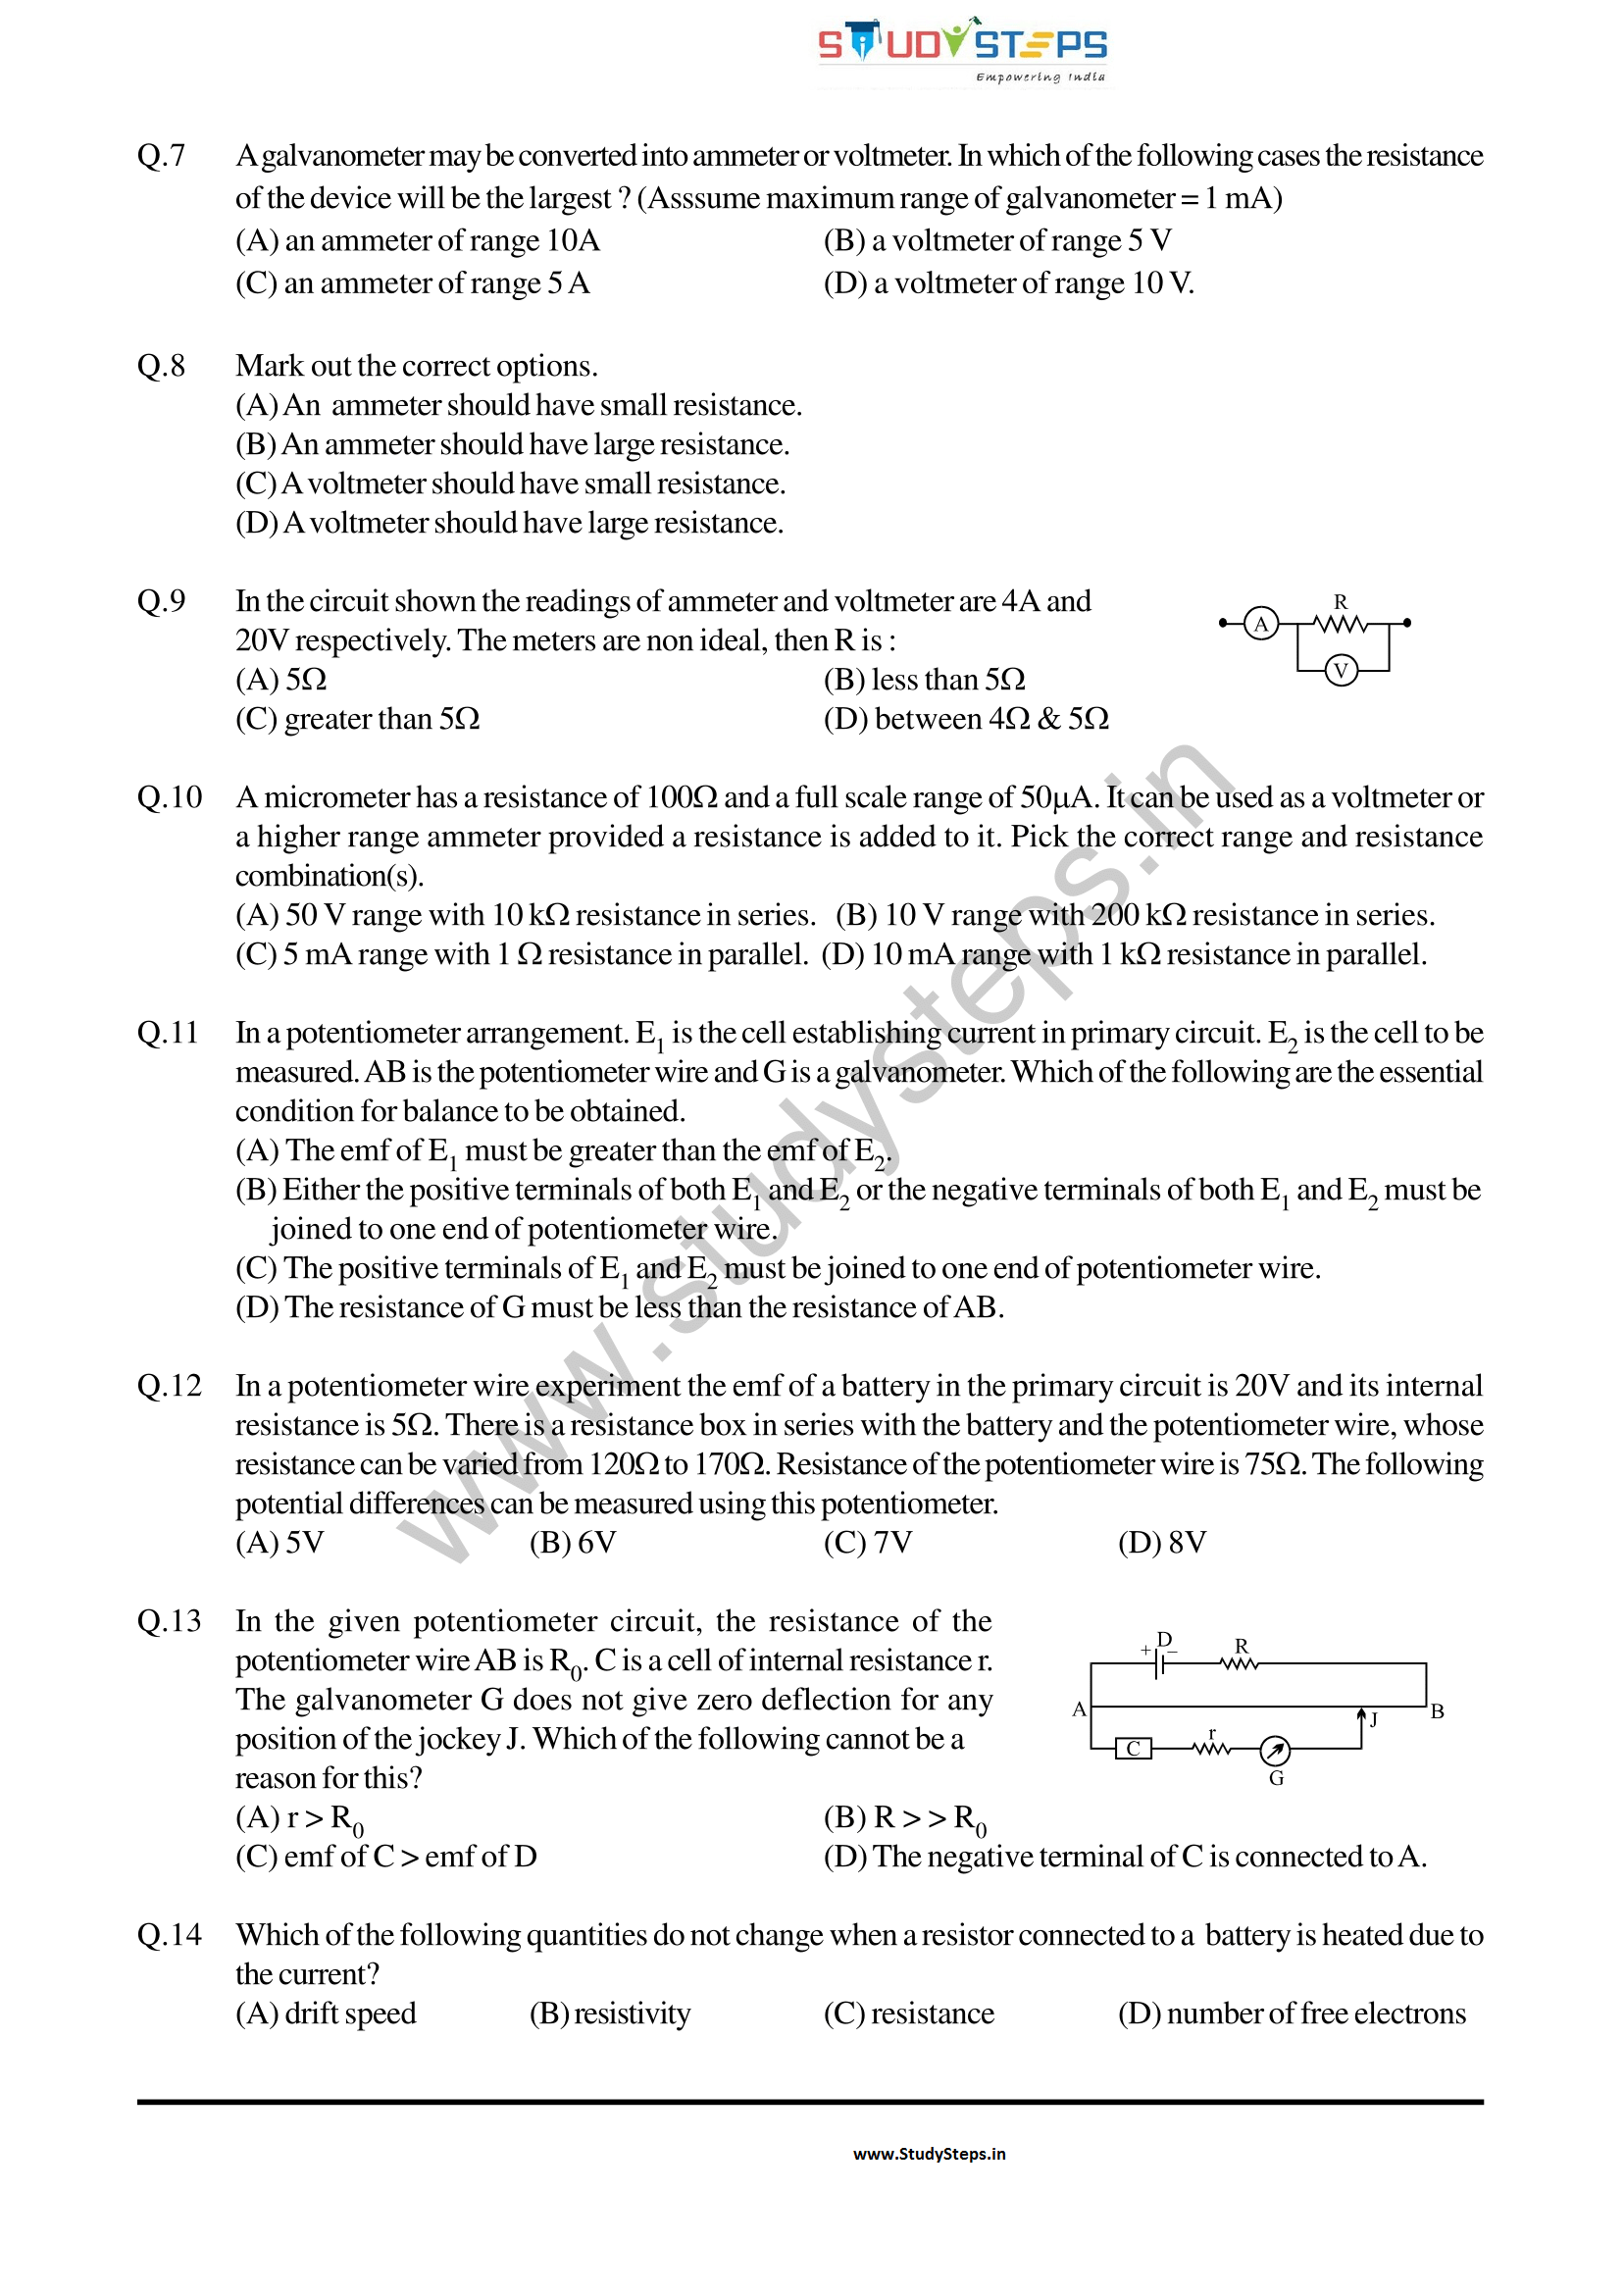 STUDYSTEPS
Empowering India
Q.7 A galvanometer may be converted into ammeter or voltmeter. In which of the following cases the resistance
of the device will be the largest ? (Asssume maximum range of galvanometer = 1 mA)
(A) an ammeter of range 10A (B) a voltmeter of range 5 V
(C) an ammeter of range 5 A (D) a voltmeter of range 10 V.
Q.8 Mark out the correct options.
(A) An ammeter should have small resistance.
(B) An ammeter should have large resistance.
(C) A voltmeter should have small resistance.
(D) A voltmeter should have large resistance.
Q.9 In the circuit shown the readings of ammeter and voltmeter are 4A and
20V respectively. The meters are non ideal, then R is :
(A) 5Ω (B) less than 5Ω
(C) greater than 5Ω (D) between 4Ω & 5Ω
R
A
V
Q.10 A micrometer has a resistance of 100Ω and a full scale range of 50μA. It can be used as a voltmeter or
a higher range ammeter provided a resistance is added to it. Pick the correct range and resistance
combination(s).
(A) 50 V range with 10 kΩ resistance in series. (B) 10 V range with 200 kΩ resistance in series.
(C) 5 mA range with 1 Ω resistance in parallel. (D) 10 mA range with 1 kΩ resistance in parallel.
Q.11 In a potentiometer arrangement. E1 is the cell establishing current in primary circuit. E2 is the cell to be
measured. AB is the potentiometer wire and G is a galvanometer. Which of the following are the essential
condition for balance to be obtained.
(A) The emf of E1 must be greater than the emf of E2.
(B) Either the positive terminals of both E1 and E2 or the negative terminals of both E1 and E2 must be
joined to one end of potentiometer wire.
(C) The positive terminals of E1 and E2 must be joined to one end of potentiometer wire.
(D) The resistance of G must be less than the resistance of AB.
Q.12 In a potentiometer wire experiment the emf of a battery in the primary circuit is 20V and its internal
resistance is 5Ω. There is a resistance box in series with the battery and the potentiometer wire, whose
resistance can be varied from 120Ω to 170Ω. Resistance of the potentiometer wire is 75Ω. The following
potential differences can be measured using this potentiometer.
(A) 5V (B) 6V (C) 7V (D) 8V
Q.13 In the given potentiometer circuit, the resistance of the
potentiometer wire AB is R0. C is a cell of internal resistance r.
The galvanometer G does not give zero deflection for any
position of the jockey J. Which of the following cannot be a
reason for this?
(A) r > R0 (B) R > > R0
(C) emf of C > emf of D (D) The negative terminal of C is connected to A.
+ D – R
A J B
C r
G
Q.14 Which of the following quantities do not change when a resistor connected to a battery is heated due to
the current?
(A) drift speed (B) resistivity (C) resistance (D) number of free electrons
www.studysteps.in
www.StudySteps.in